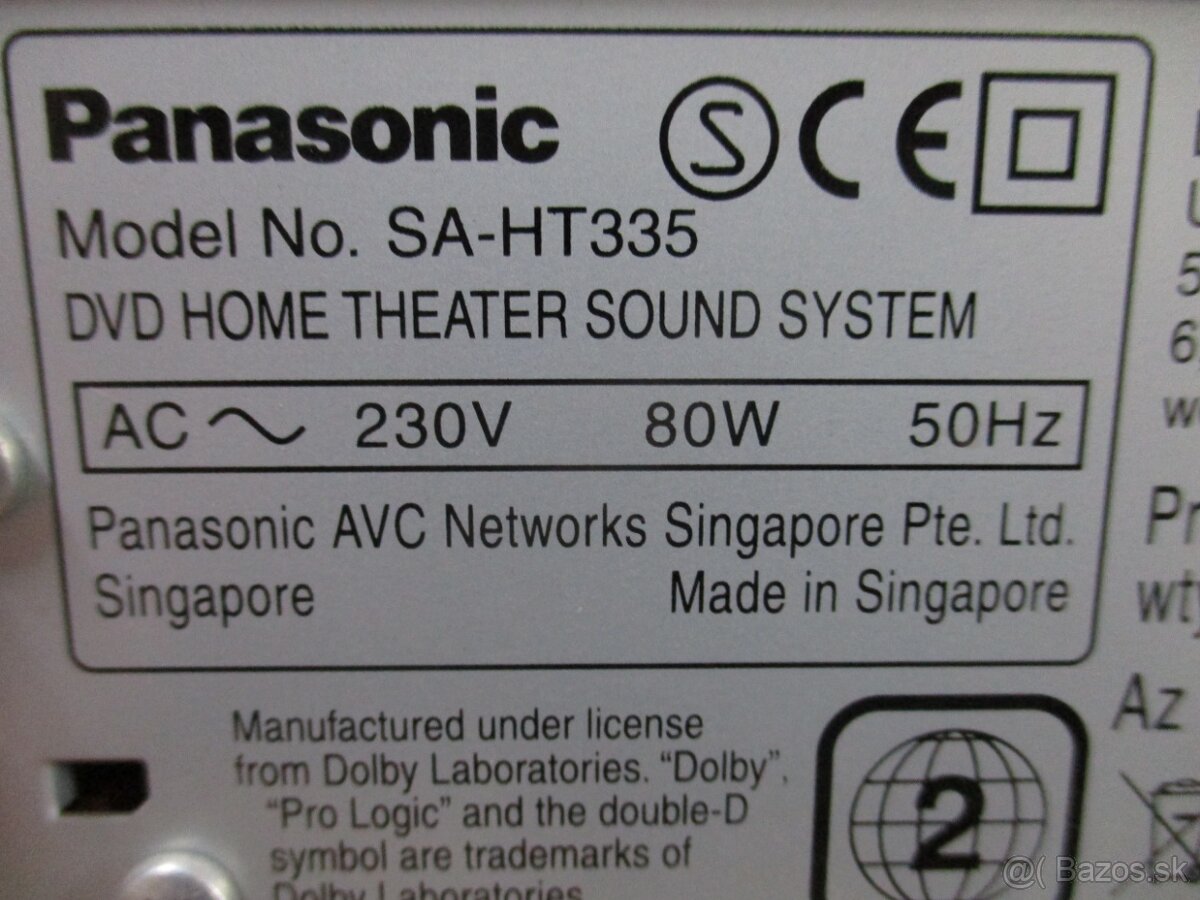 Panasonic
Model No. SA-HT335
DVD HOME THEATER SOUND SYSTEM
AC 230V 80W 50Hz
Panasonic AVC Networks Singapore Pte. Ltd.
Singapore Made in Singapore
Manufactured under license
from Dolby Laboratories. “Dolby”,
“Pro Logic” and the double-D
symbol are trademarks of
Dolby Laboratories.
2
Az
Bazos.sk